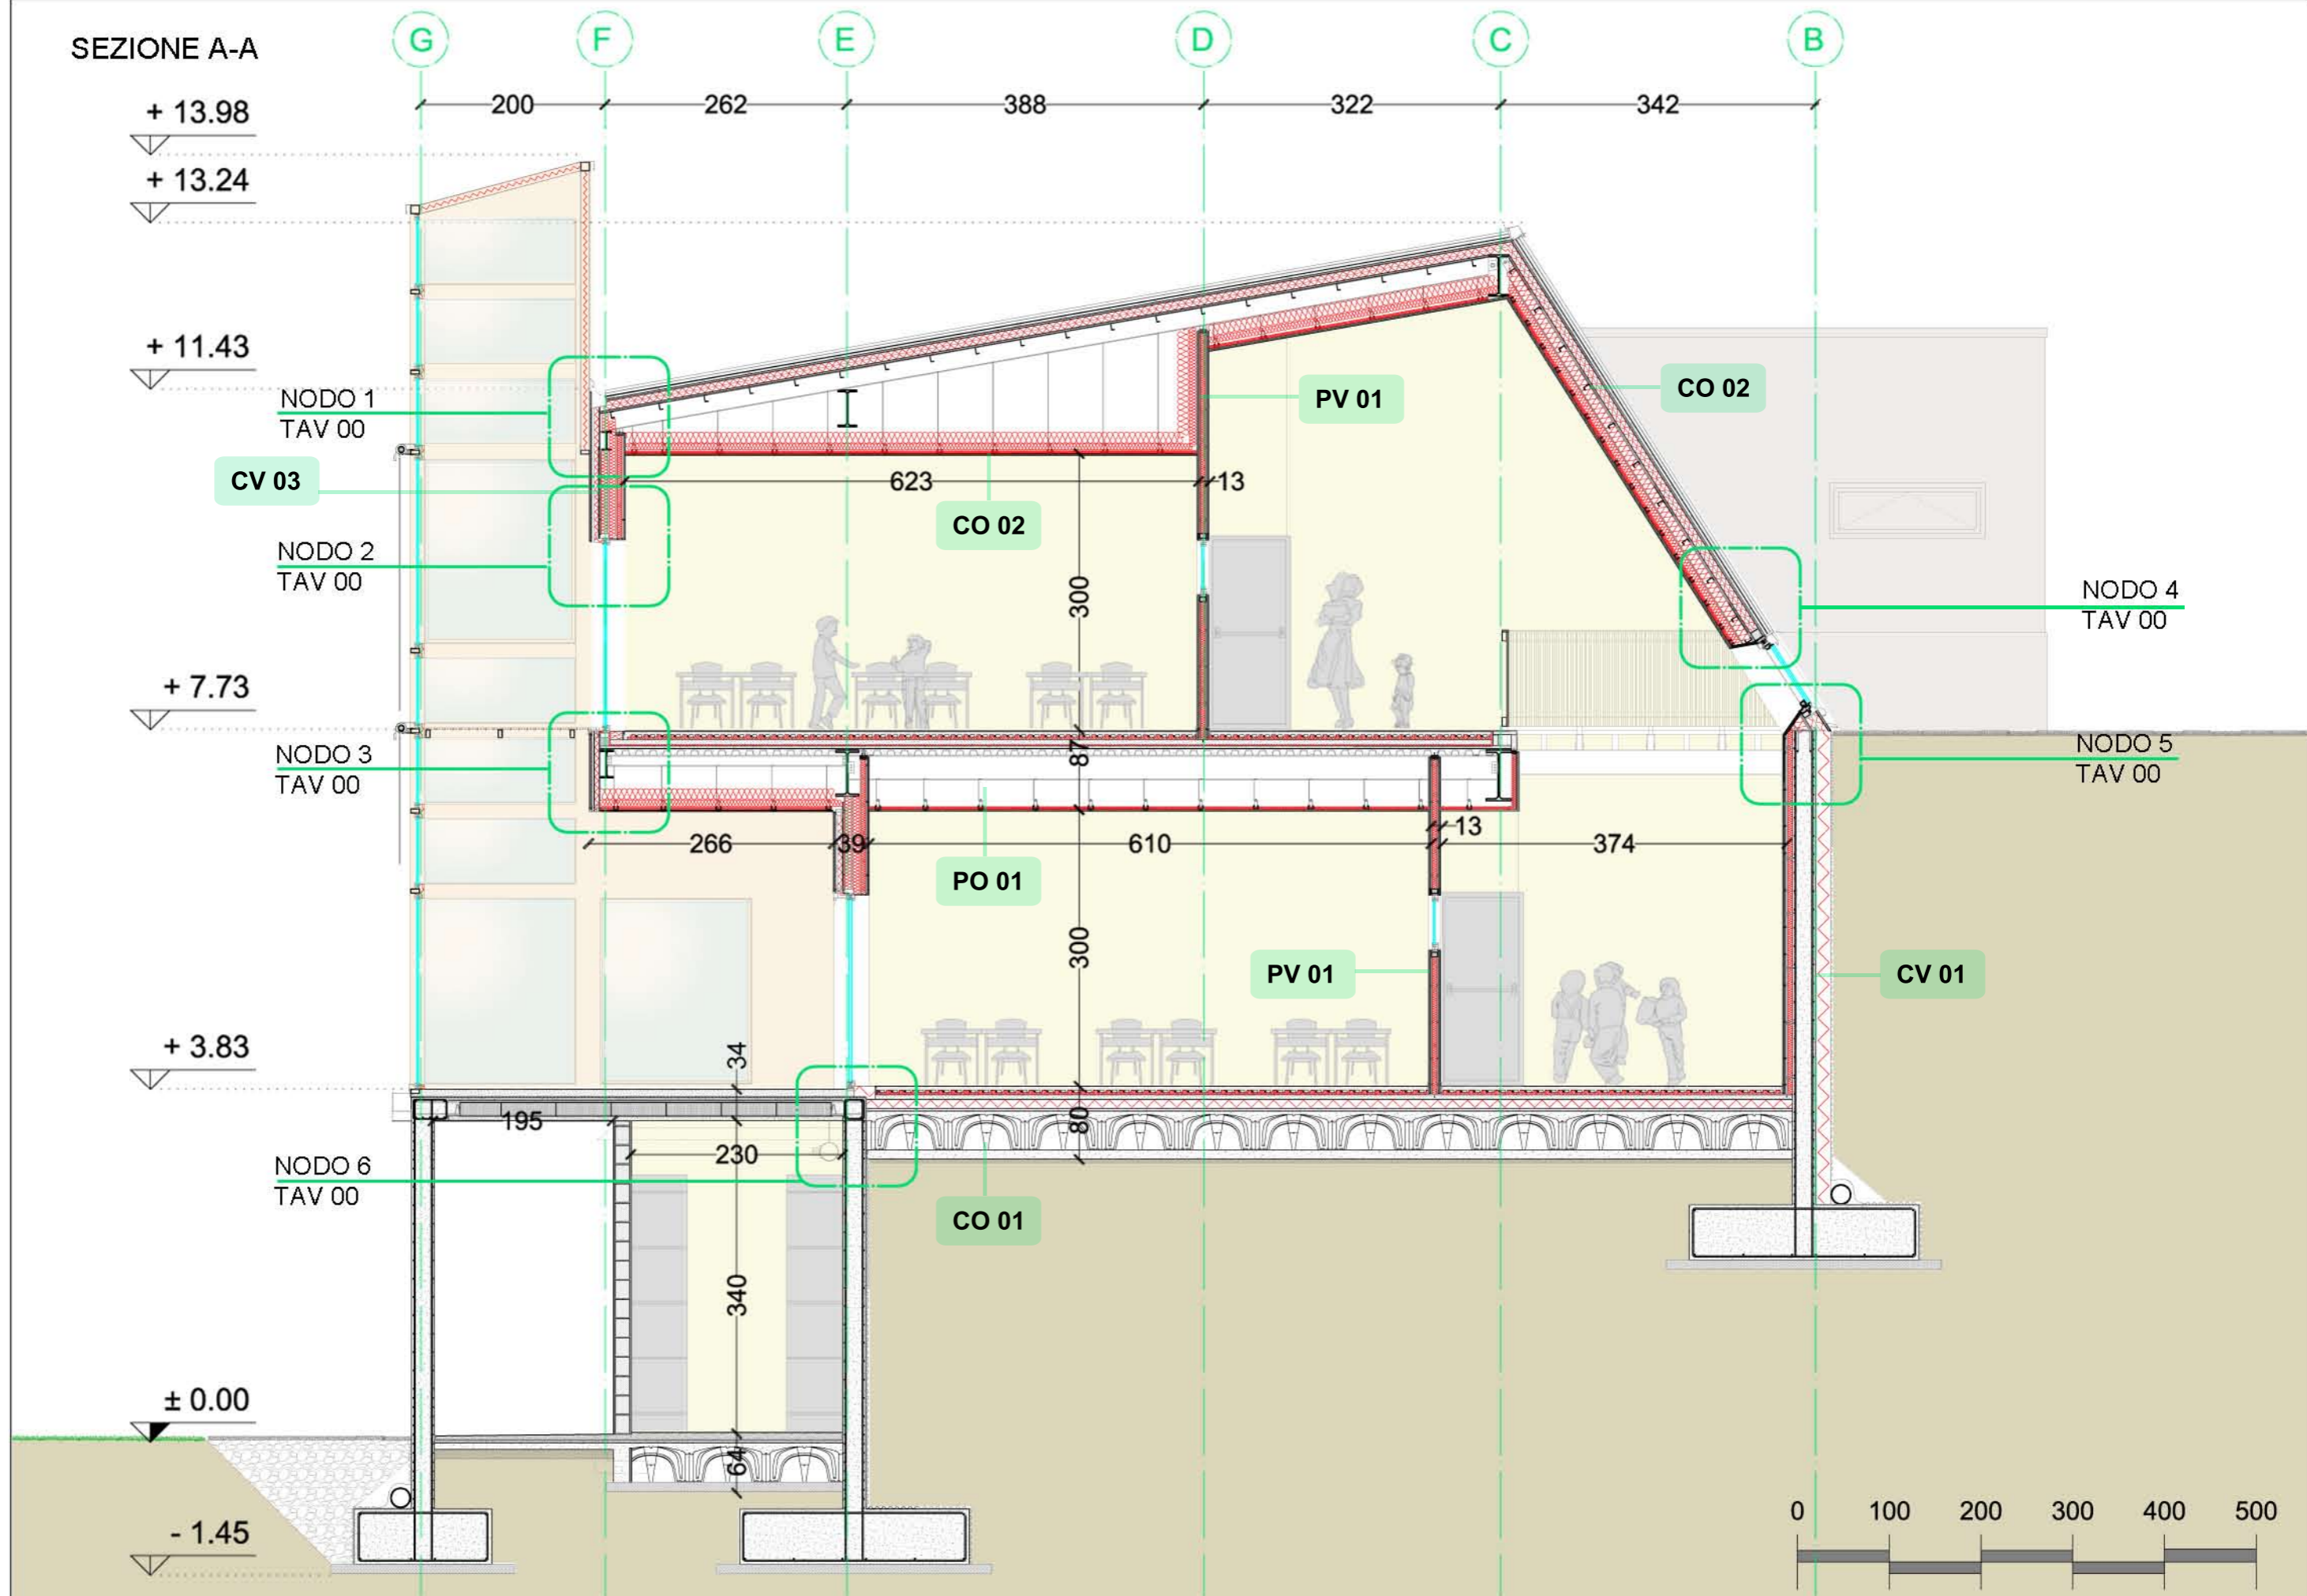 SEZIONE A-A
G F E D C B
200 262 388 322 342
+ 13.98
+ 13.24
+ 11.43
NODO 1
TAV 00
PV 01
CO 02
CV 03
623
13
CO 02
NODO 2
TAV 00
300
NODO 4
TAV 00
+ 7.73
NODO 3
TAV 00
87
NODO 5
TAV 00
266
39
610
13
374
PO 01
300
PV 01
CV 01
+ 3.83
34
195
80
230
NODO 6
TAV 00
CO 01
340
± 0.00
64
- 1.45
0 100 200 300 400 500